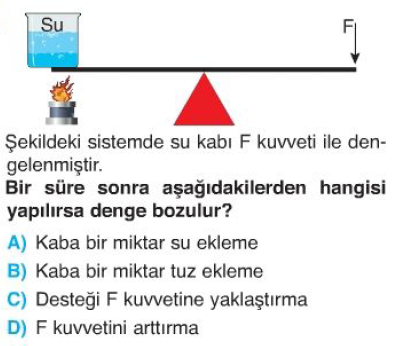 Su
F
Şekildeki sistemde su kabı F kuvveti ile den-
gelenmiştir.
Bir süre sonra aşağıdakilerden hangisi
yapılırsa denge bozulur?
A) Kaba bir miktar su ekleme
B) Kaba bir miktar tuz ekleme
C) Desteği F kuvvetine yaklaştırma
D) F kuvvetini arttırma